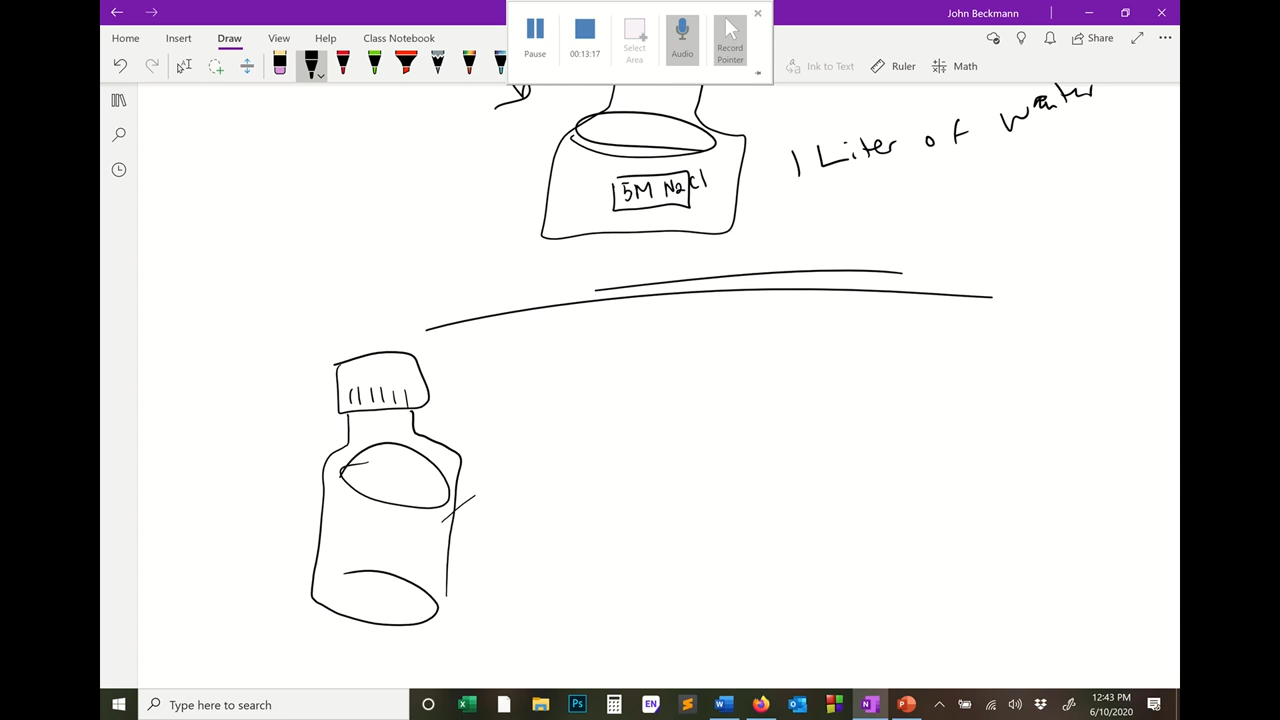 John Beckmann
Home Insert Draw View Help Class Notebook
Pause
00:13:17
Select Area
Audio
Record Pointer
Share
Ink to Text
Ruler
Math
1 Liter of water
5M NaCl
Type here to search
EN
12:43 PM
6/10/2020